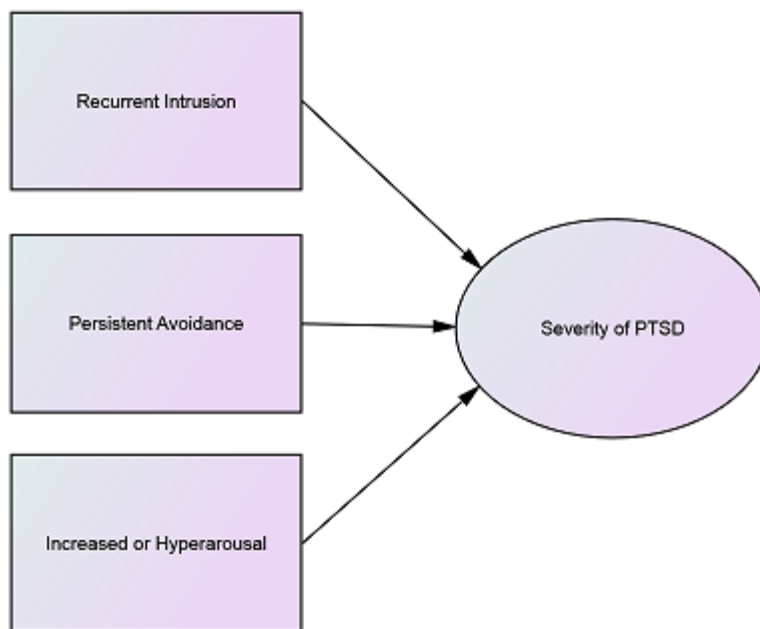 Recurrent Intrusion
Persistent Avoidance
Severity of PTSD
Increased or Hyperarousal